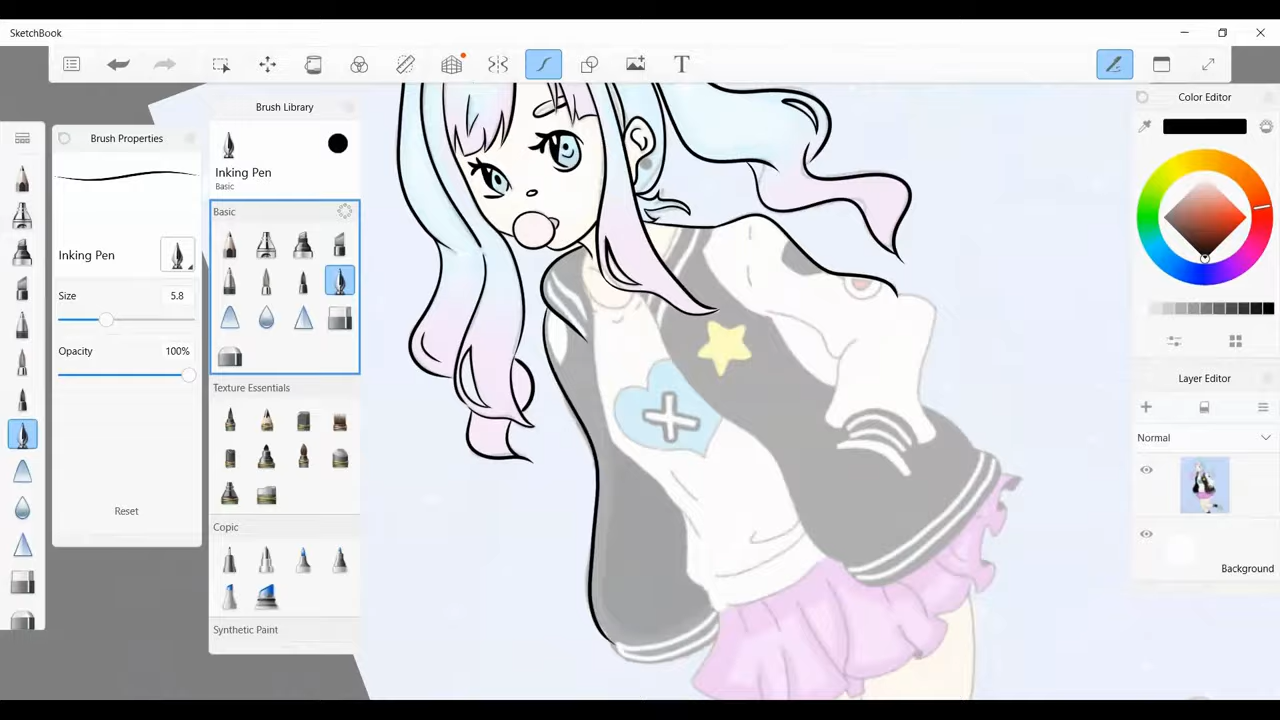 SketchBook
T
Brush Properties
Inking Pen
Size
5.8
Opacity
100%
Reset
Brush Library
Inking Pen
Basic
Basic
Texture Essentials
Copic
Synthetic Paint
Color Editor
Layer Editor
Normal
Background